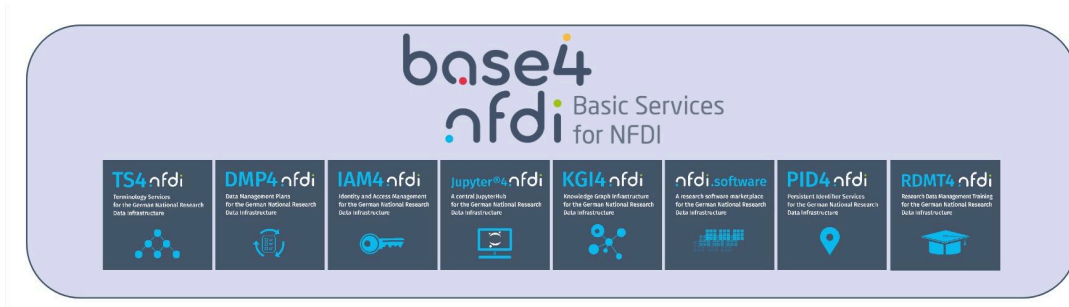 base4
nfdi
Basic Services
for NFDI
TS4nfdi
Terminology Services
for the German National Research
Data Infrastructure
DMP4nfdi
Data Management Plans
for the German National Research
Data Infrastructure
IAM4nfdi
Identity and Access Management
for the German National Research
Data Infrastructure
Jupyter®4nfdi
A central JupyterHub
for the German National Research
Data Infrastructure
KGI4nfdi
Knowledge Graph Infrastructure
for the German National Research
Data Infrastructure
nfdi.software
A research software marketplace
for the German National Research
Data Infrastructure
PID4nfdi
Persistent Identifier Services
for the German National Research
Data Infrastructure
RDMT4nfdi
Research Data Management Training
for the German National Research
Data Infrastructure